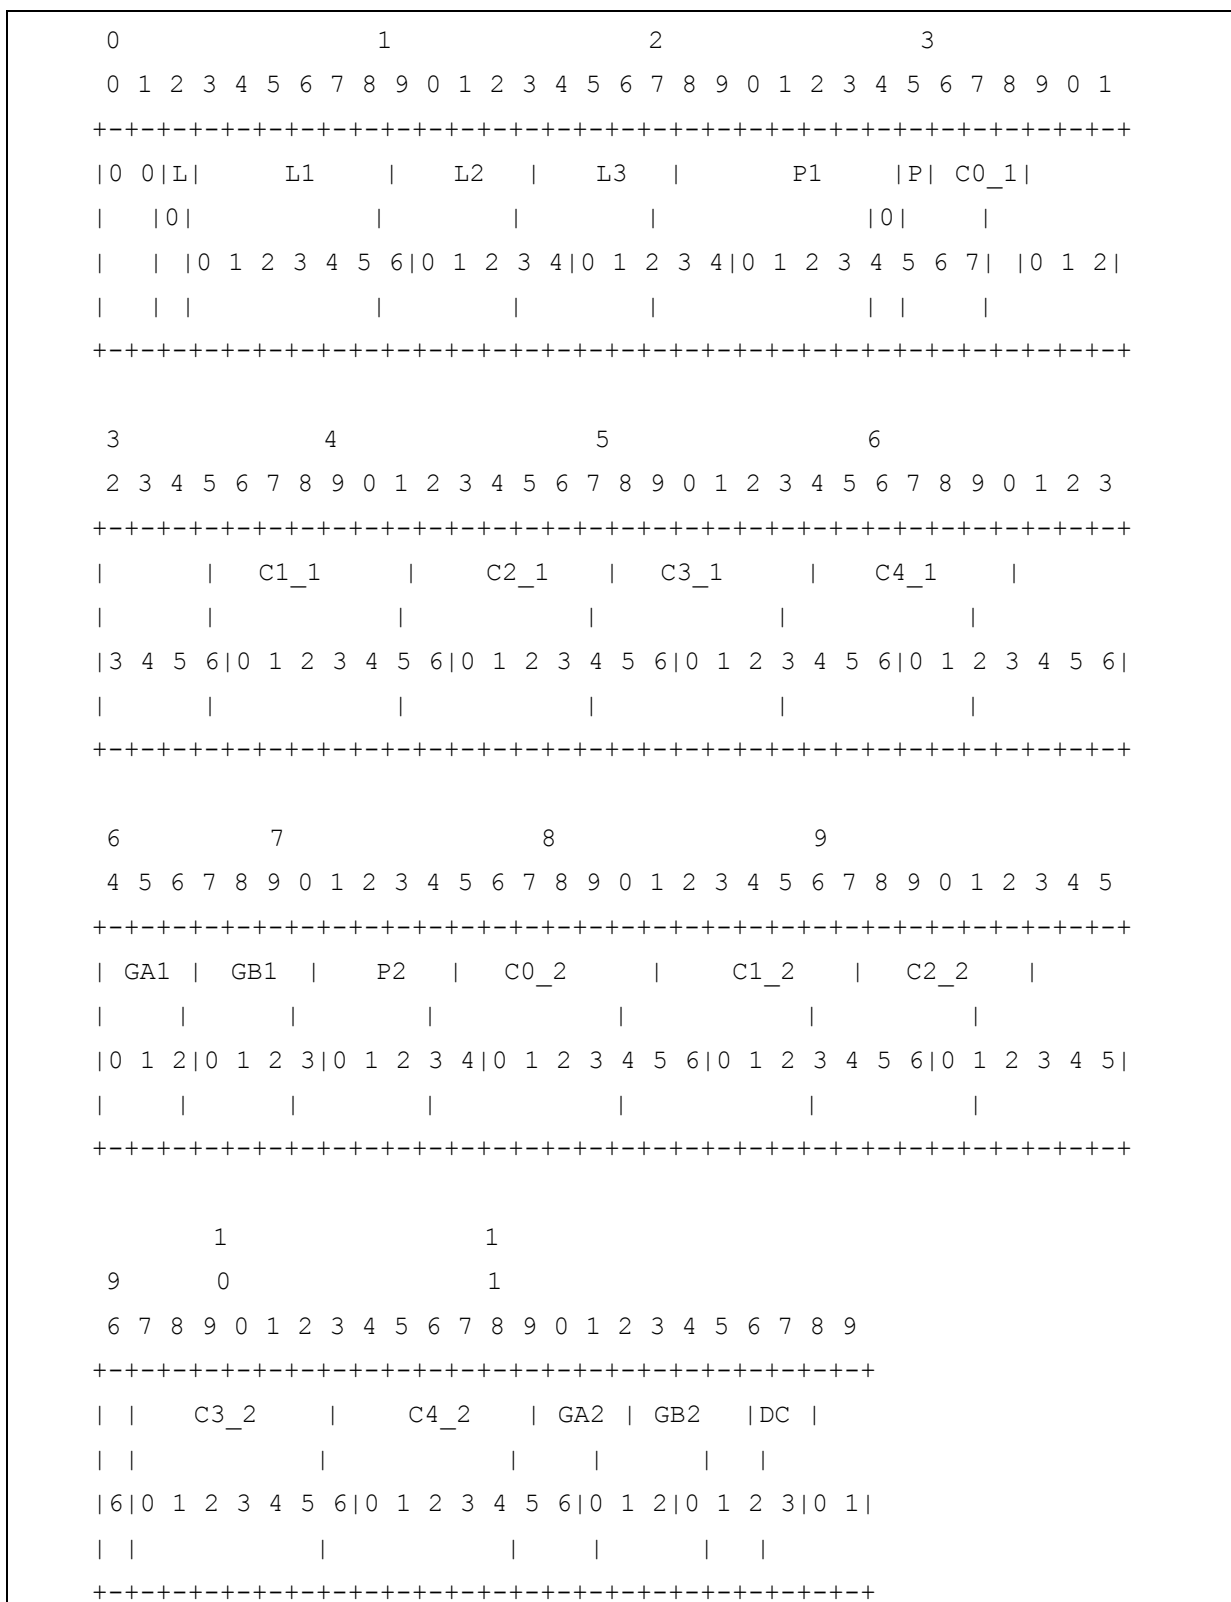 0 1 2 3
0 1 2 3 4 5 6 7 8 9 0 1 2 3 4 5 6 7 8 9 0 1 2 3 4 5 6 7 8 9 0 1
+-+-+-+-+-+-+-+-+-+-+-+-+-+-+-+-+-+-+-+-+-+-+-+-+-+-+-+-+-+-+-+-+
|0 0|L| L1 | L2 | L3 | P1 |P| C0_1|
| |0| | | | |0| |
| | |0 1 2 3 4 5 6|0 1 2 3 4|0 1 2 3 4|0 1 2 3 4 5 6 7| |0 1 2|
| | | | | | | | |
+-+-+-+-+-+-+-+-+-+-+-+-+-+-+-+-+-+-+-+-+-+-+-+-+-+-+-+-+-+-+-+-+
3 4 5 6
2 3 4 5 6 7 8 9 0 1 2 3 4 5 6 7 8 9 0 1 2 3 4 5 6 7 8 9 0 1 2 3
+-+-+-+-+-+-+-+-+-+-+-+-+-+-+-+-+-+-+-+-+-+-+-+-+-+-+-+-+-+-+-+-+
| | C1_1 | C2_1 | C3_1 | C4_1 |
| | | | | |
|3 4 5 6|0 1 2 3 4 5 6|0 1 2 3 4 5 6|0 1 2 3 4 5 6|0 1 2 3 4 5 6|
| | | | | |
+-+-+-+-+-+-+-+-+-+-+-+-+-+-+-+-+-+-+-+-+-+-+-+-+-+-+-+-+-+-+-+-+
6 7 8 9
4 5 6 7 8 9 0 1 2 3 4 5 6 7 8 9 0 1 2 3 4 5 6 7 8 9 0 1 2 3 4 5
+-+-+-+-+-+-+-+-+-+-+-+-+-+-+-+-+-+-+-+-+-+-+-+-+-+-+-+-+-+-+-+-+
| GA1 | GB1 | P2 | C0_2 | C1_2 | C2_2 |
| | | | | | |
|0 1 2|0 1 2 3|0 1 2 3 4|0 1 2 3 4 5 6|0 1 2 3 4 5 6|0 1 2 3 4 5|
| | | | | | |
+-+-+-+-+-+-+-+-+-+-+-+-+-+-+-+-+-+-+-+-+-+-+-+-+-+-+-+-+-+-+-+-+
1 1
9 0 1
6 7 8 9 0 1 2 3 4 5 6 7 8 9 0 1 2 3 4 5 6 7 8 9
+-+-+-+-+-+-+-+-+-+-+-+-+-+-+-+-+-+-+-+-+-+-+-+-+
| | C3_2 | C4_2 | GA2 | GB2 |DC |
| | | | | | |
|6|0 1 2 3 4 5 6|0 1 2 3 4 5 6|0 1 2|0 1 2 3|0 1|
| | | | | | |
+-+-+-+-+-+-+-+-+-+-+-+-+-+-+-+-+-+-+-+-+-+-+-+-+